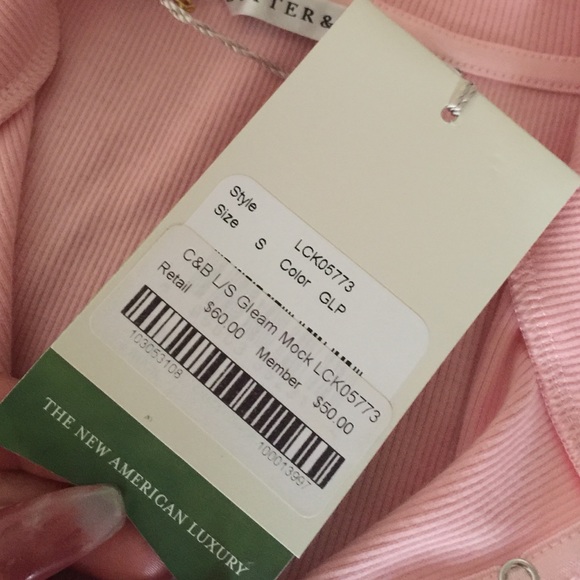 TTER &
Style LCK05773
Size S Color GLP
C&B L/S Gleam Mock LCK05773
Retail $60.00 Member $50.00
103053108
100013997
THE NEW AMERICAN LUXURY